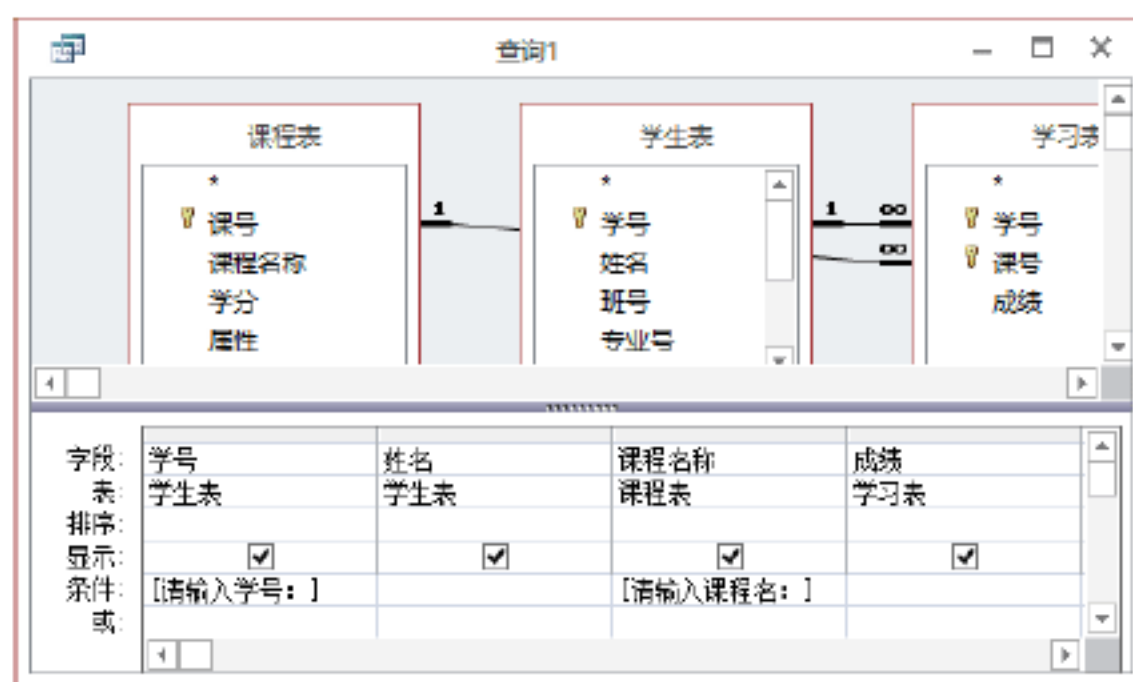 查询1
课程表 学生表 学习表
* * *
课号 1 学号 1 ∞ 学号
课程名称 姓名 ∞ 课号
学分 班号 成绩
属性 专业号
字段: 学号 姓名 课程名称 成绩
表: 学生表 学生表 课程表 学习表
排序:
显示:
条件: [请输入学号：] [请输入课程名：]
或: